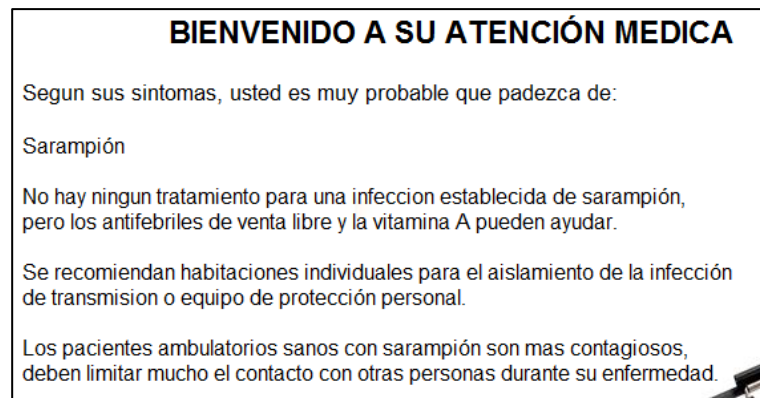 BIENVENIDO A SU ATENCIÓN MEDICA
Segun sus sintomas, usted es muy probable que padezca de:
Sarampión
No hay ningun tratamiento para una infeccion establecida de sarampión,
pero los antifebriles de venta libre y la vitamina A pueden ayudar.
Se recomiendan habitaciones individuales para el aislamiento de la infección
de transmision o equipo de protección personal.
Los pacientes ambulatorios sanos con sarampión son mas contagiosos,
deben limitar mucho el contacto con otras personas durante su enfermedad.